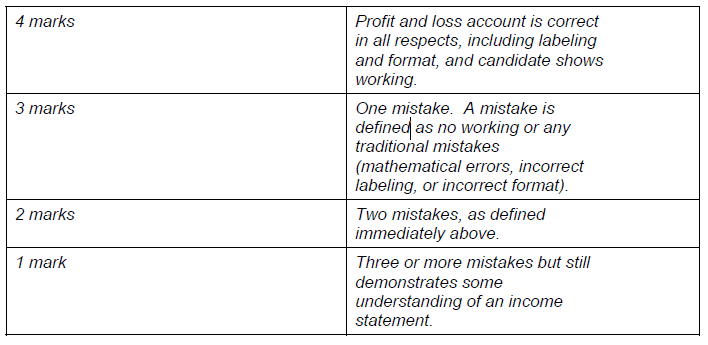 4 marks
Profit and loss account is correct
in all respects, including labeling
and format, and candidate shows
working.
3 marks
One mistake. A mistake is
defined as no working or any
traditional mistakes
(mathematical errors, incorrect
labeling, or incorrect format).
2 marks
Two mistakes, as defined
immediately above.
1 mark
Three or more mistakes but still
demonstrates some
understanding of an income
statement.